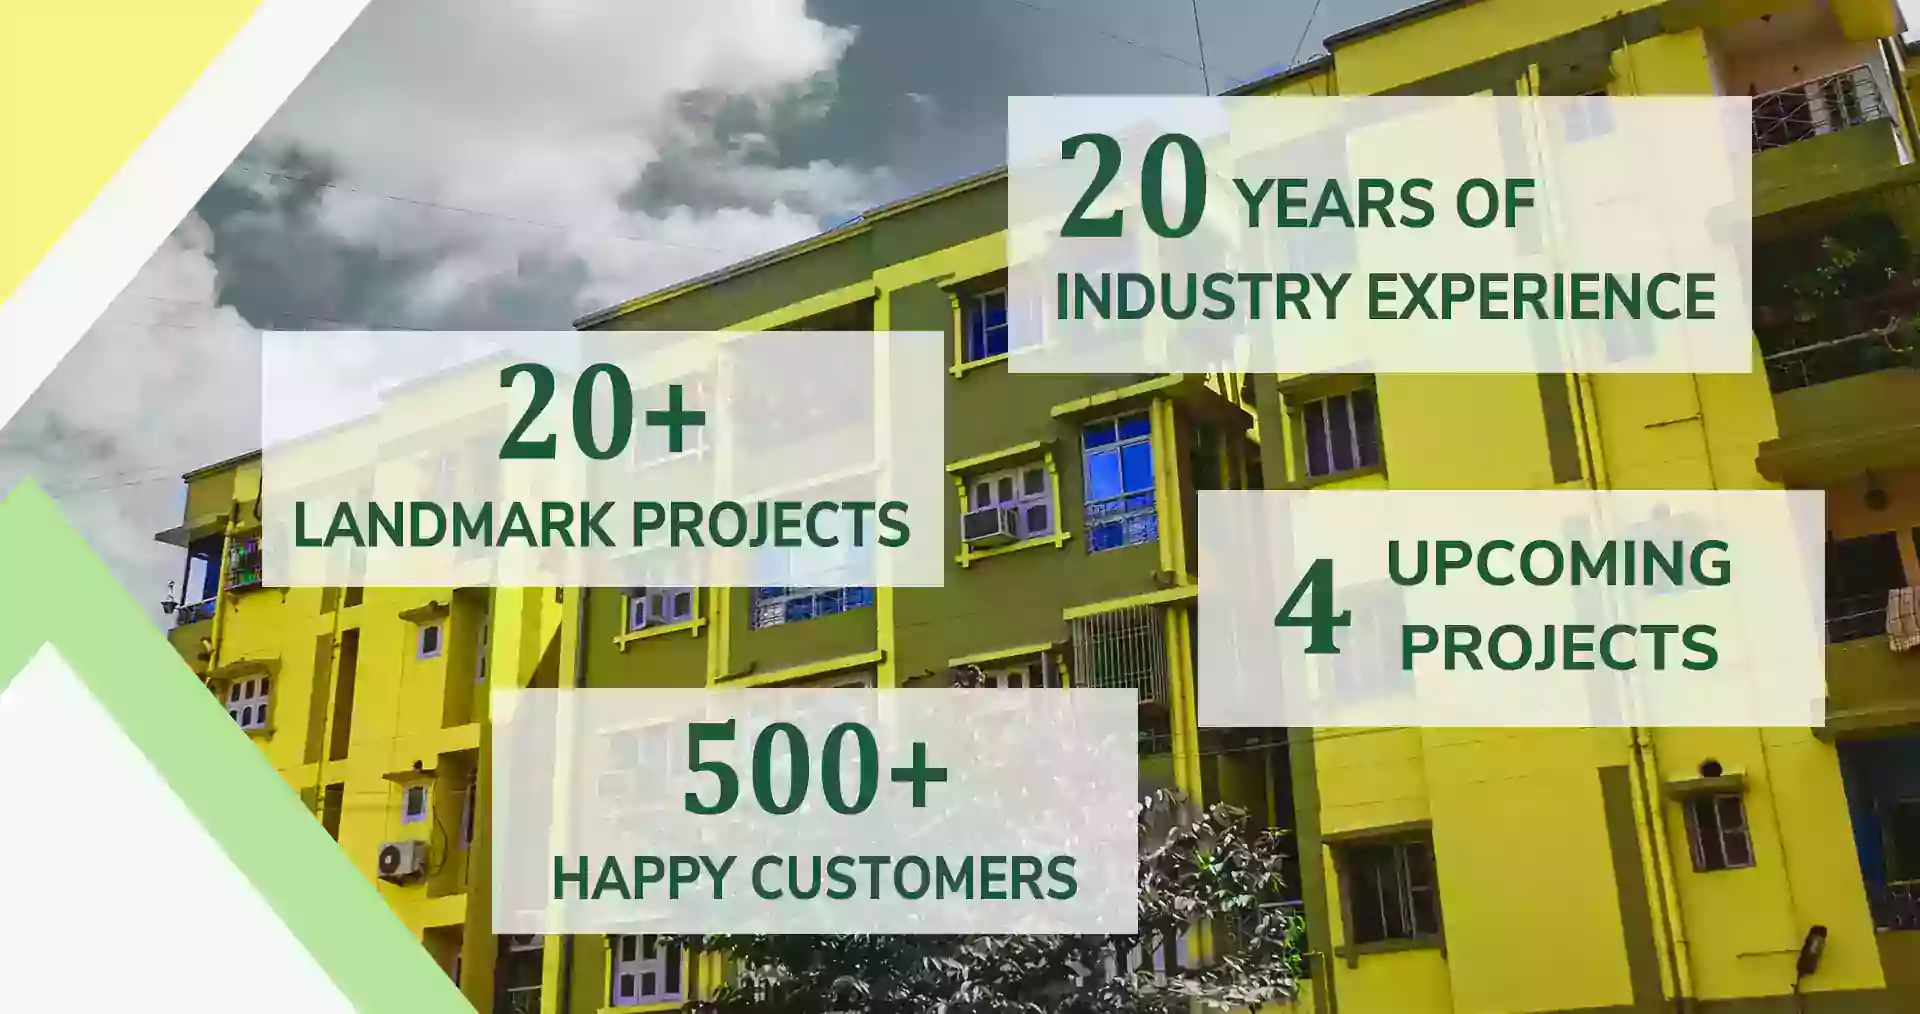 20 YEARS OF
INDUSTRY EXPERIENCE
20+
LANDMARK PROJECTS
4 UPCOMING
PROJECTS
500+
HAPPY CUSTOMERS